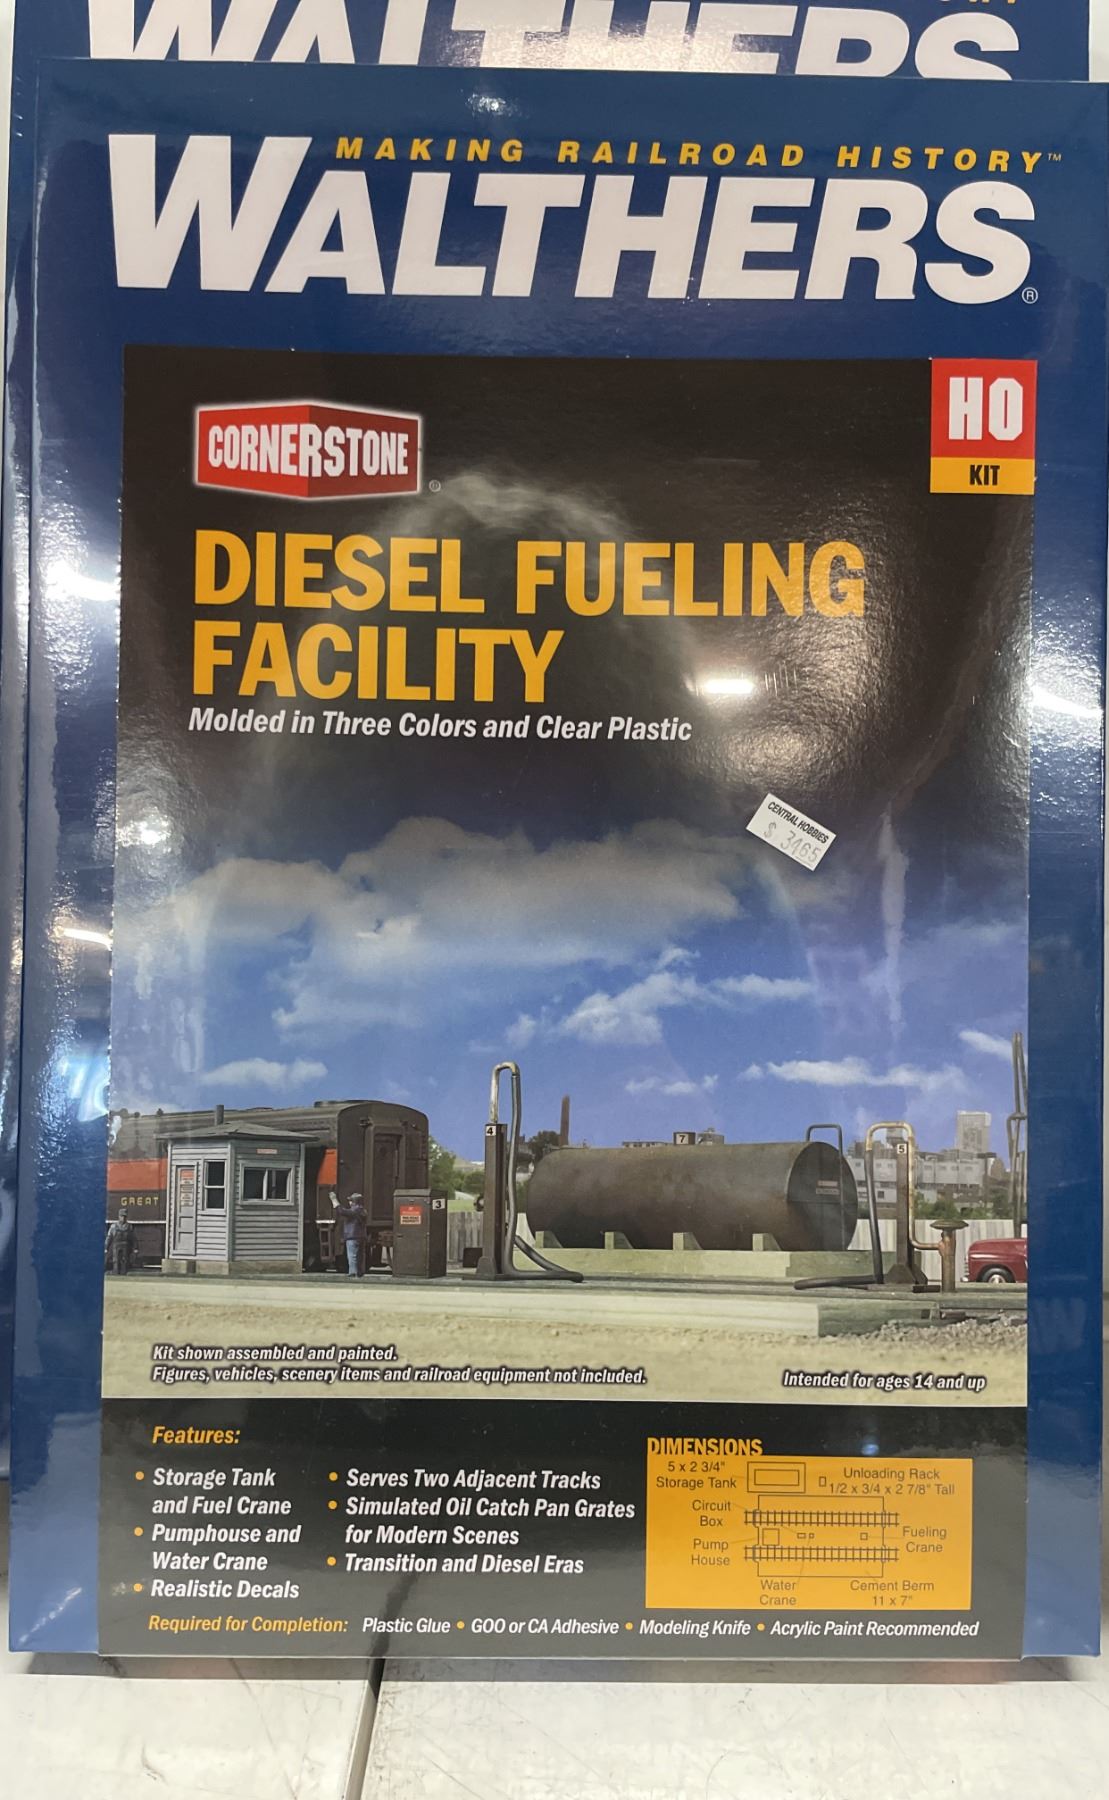 WALTHERS
MAKING RAILROAD HISTORY™
WALTHERS®
HO
KIT
CORNERSTONE®
DIESEL FUELING
FACILITY
Molded in Three Colors and Clear Plastic
CENTRAL HOBBIES
$ 3465
GREAT
3
4
7
5
Kit shown assembled and painted.
Figures, vehicles, scenery items and railroad equipment not included.
Intended for ages 14 and up
Features:
• Storage Tank
and Fuel Crane
• Pumphouse and
Water Crane
• Realistic Decals
• Serves Two Adjacent Tracks
• Simulated Oil Catch Pan Grates
for Modern Scenes
• Transition and Diesel Eras
DIMENSIONS
5 x 2 3/4"
Storage Tank
Unloading Rack
1/2 x 3/4 x 2 7/8" Tall
Circuit
Box
Pump
House
Fueling
Crane
Water
Crane
Cement Berm
11 x 7"
Required for Completion: Plastic Glue • GOO or CA Adhesive • Modeling Knife • Acrylic Paint Recommended